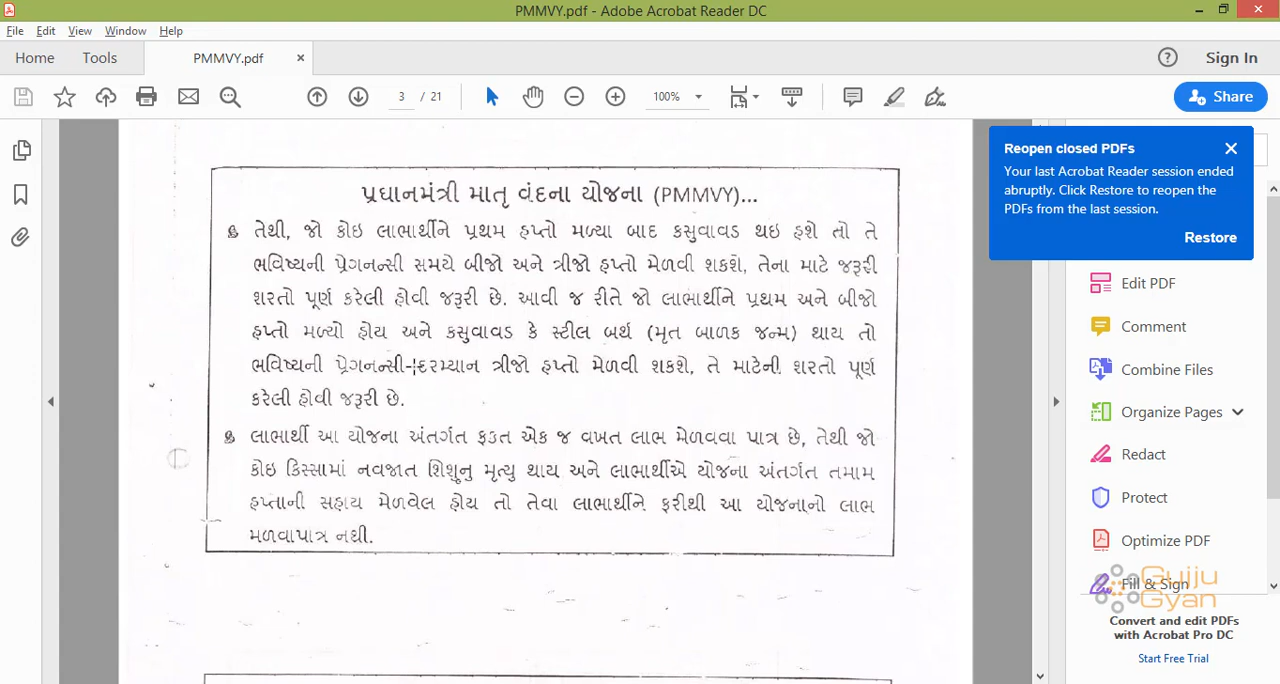 PMMVY.pdf - Adobe Acrobat Reader DC
File Edit View Window Help
Home Tools PMMVY.pdf × Sign In
3 / 21 100% Share
Reopen closed PDFs
Your last Acrobat Reader session ended
abruptly. Click Restore to reopen the
PDFs from the last session.
Restore
પ્રધાનમંત્રી માતૃ વંદના યોજના (PMMVY)...
તેથી, જો કોઇ લાભાર્થીને પ્રથમ હપ્તો મળ્યા બાદ કસુવાવડ થઇ હશે તો તે
ભવિષ્યની પ્રેગનન્સી સમયે બીજો અને ત્રીજો હપ્તો મેળવી શકશે, તેના માટે જરૂરી
શરતો પૂર્ણ કરેલી હોવી જરૂરી છે. આવી જ રીતે જો લાભાર્થીને પ્રથમ અને બીજો
હપ્તો મળ્યો હોય અને કસુવાવડ કે સ્ટીલ બર્થ (મૃત બાળક જન્મ) થાય તો
ભવિષ્યની પ્રેગનન્સી-દરમ્યાન ત્રીજો હપ્તો મેળવી શકશે, તે માટેની શરતો પૂર્ણ
કરેલી હોવી જરૂરી છે.
લાભાર્થી આ યોજના અંતર્ગત ફકત એક જ વખત લાભ મેળવવા પાત્ર છે, તેથી જો
કોઇ કિસ્સામાં નવજાત શિશુનુ મૃત્યુ થાય અને લાભાર્થીએ યોજના અંતર્ગત તમામ
હપ્તાની સહાય મેળવેલ હોય તો તેવા લાભાર્થીને ફરીથી આ યોજનાનો લાભ
મળવાપાત્ર નથી.
Edit PDF
Comment
Combine Files
Organize Pages
Redact
Protect
Optimize PDF
Fill & Sign
Gujju
Gyan
Convert and edit PDFs
with Acrobat Pro DC
Start Free Trial